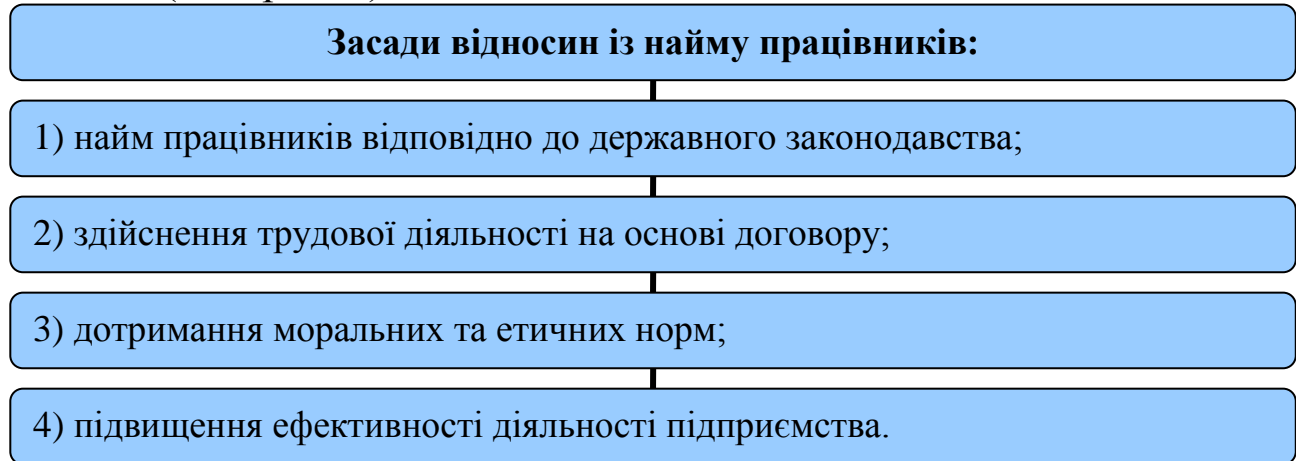 Засади відносин із найму працівників:
1) найм працівників відповідно до державного законодавства;
2) здійснення трудової діяльності на основі договору;
3) дотримання моральних та етичних норм;
4) підвищення ефективності діяльності підприємства.